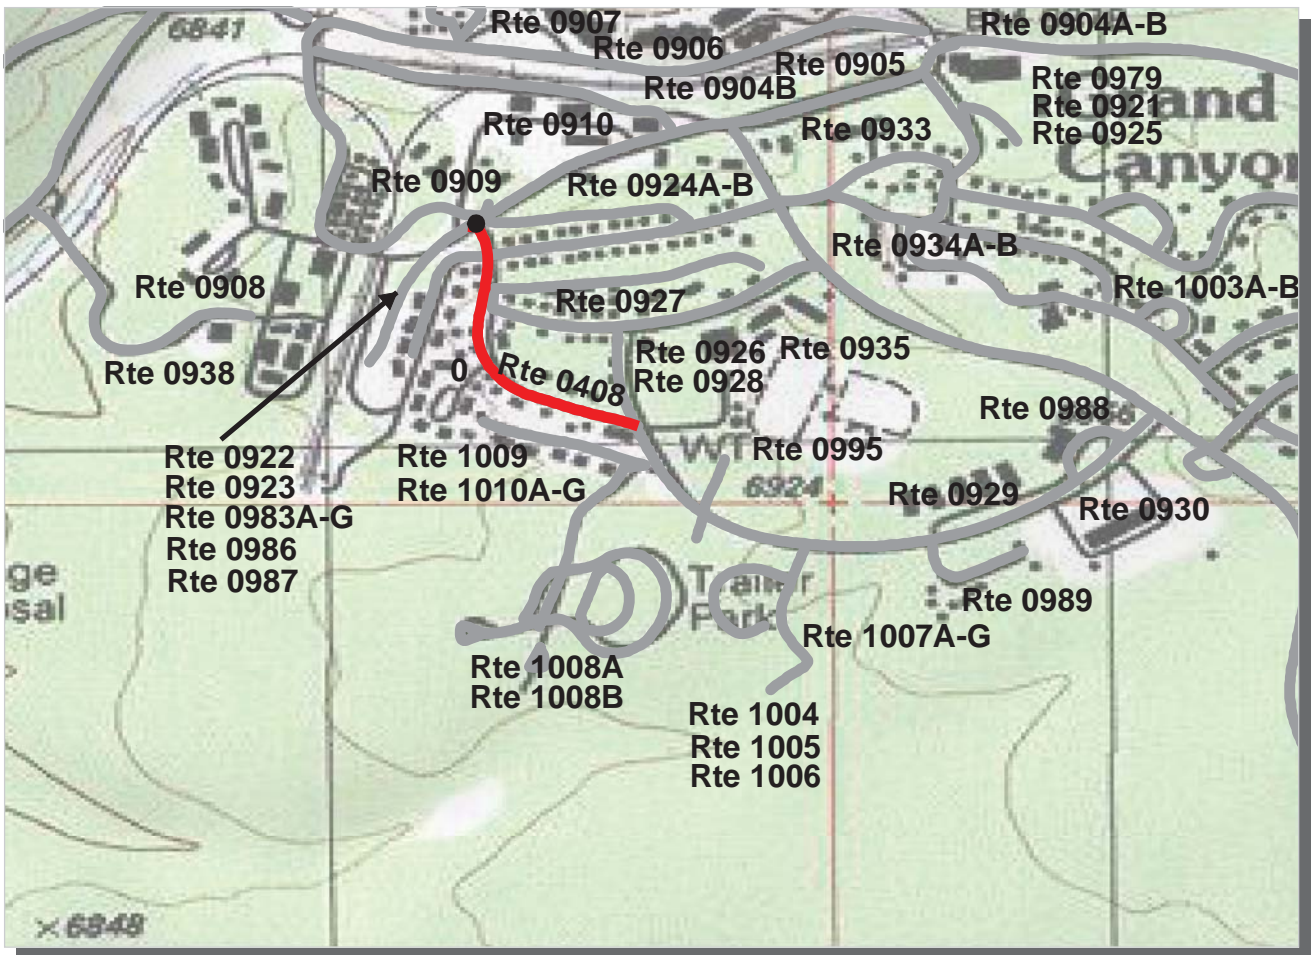 6841
Rte 0907
Rte 0906
Rte 0904A-B
Rte 0905
Rte 0904B
Rte 0979
Rte 0921
Rte 0925
Rte 0910
Rte 0933
Canyon
Rte 0909
Rte 0924A-B
Rte 0934A-B
Rte 0908
Rte 0927
Rte 1003A-B
Rte 0938
0
Rte 0408
Rte 0926
Rte 0928
Rte 0935
Rte 0988
Rte 0922
Rte 0923
Rte 0983A-G
Rte 0986
Rte 0987
Rte 1009
Rte 1010A-G
WT
Rte 0995
6924
Rte 0929
Rte 0930
ge
sal
Trailer
Park
Rte 0989
Rte 1007A-G
Rte 1008A
Rte 1008B
Rte 1004
Rte 1005
Rte 1006
×6848